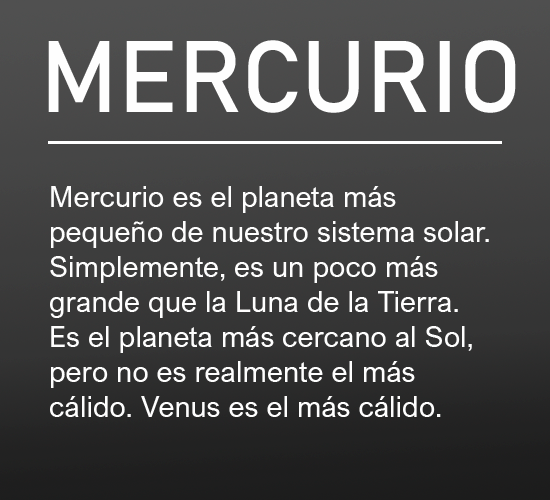 MERCURIO
Mercurio es el planeta más
pequeño de nuestro sistema solar.
Simplemente, es un poco más
grande que la Luna de la Tierra.
Es el planeta más cercano al Sol,
pero no es realmente el más
cálido. Venus es el más cálido.